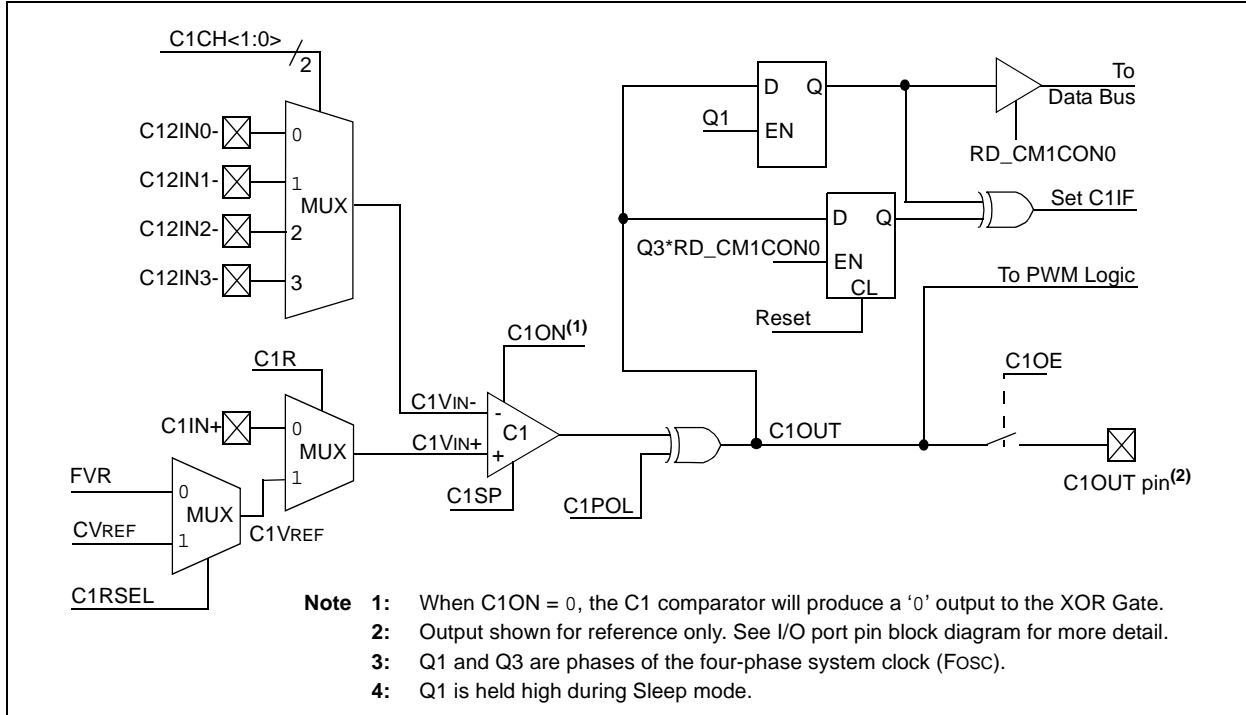 C1CH<1:0>
2
C12IN0-
0
C12IN1-
1
MUX
C12IN2-
2
C12IN3-
3
D Q
Q1
EN
To
Data Bus
RD_CM1CON0
D Q
Q3*RD_CM1CON0
EN
CL
Reset
Set C1IF
To PWM Logic
C1ON(1)
C1R
C1OE
C1VIN-
-
C1IN+
0
MUX
C1VIN+
C1
+
1
C1OUT
FVR
0
MUX
C1VREF
C1SP
C1POL
C1OUT pin(2)
CVREF
1
C1RSEL
Note 1: When C1ON = 0, the C1 comparator will produce a ‘0’ output to the XOR Gate.
2: Output shown for reference only. See I/O port pin block diagram for more detail.
3: Q1 and Q3 are phases of the four-phase system clock (FOSC).
4: Q1 is held high during Sleep mode.